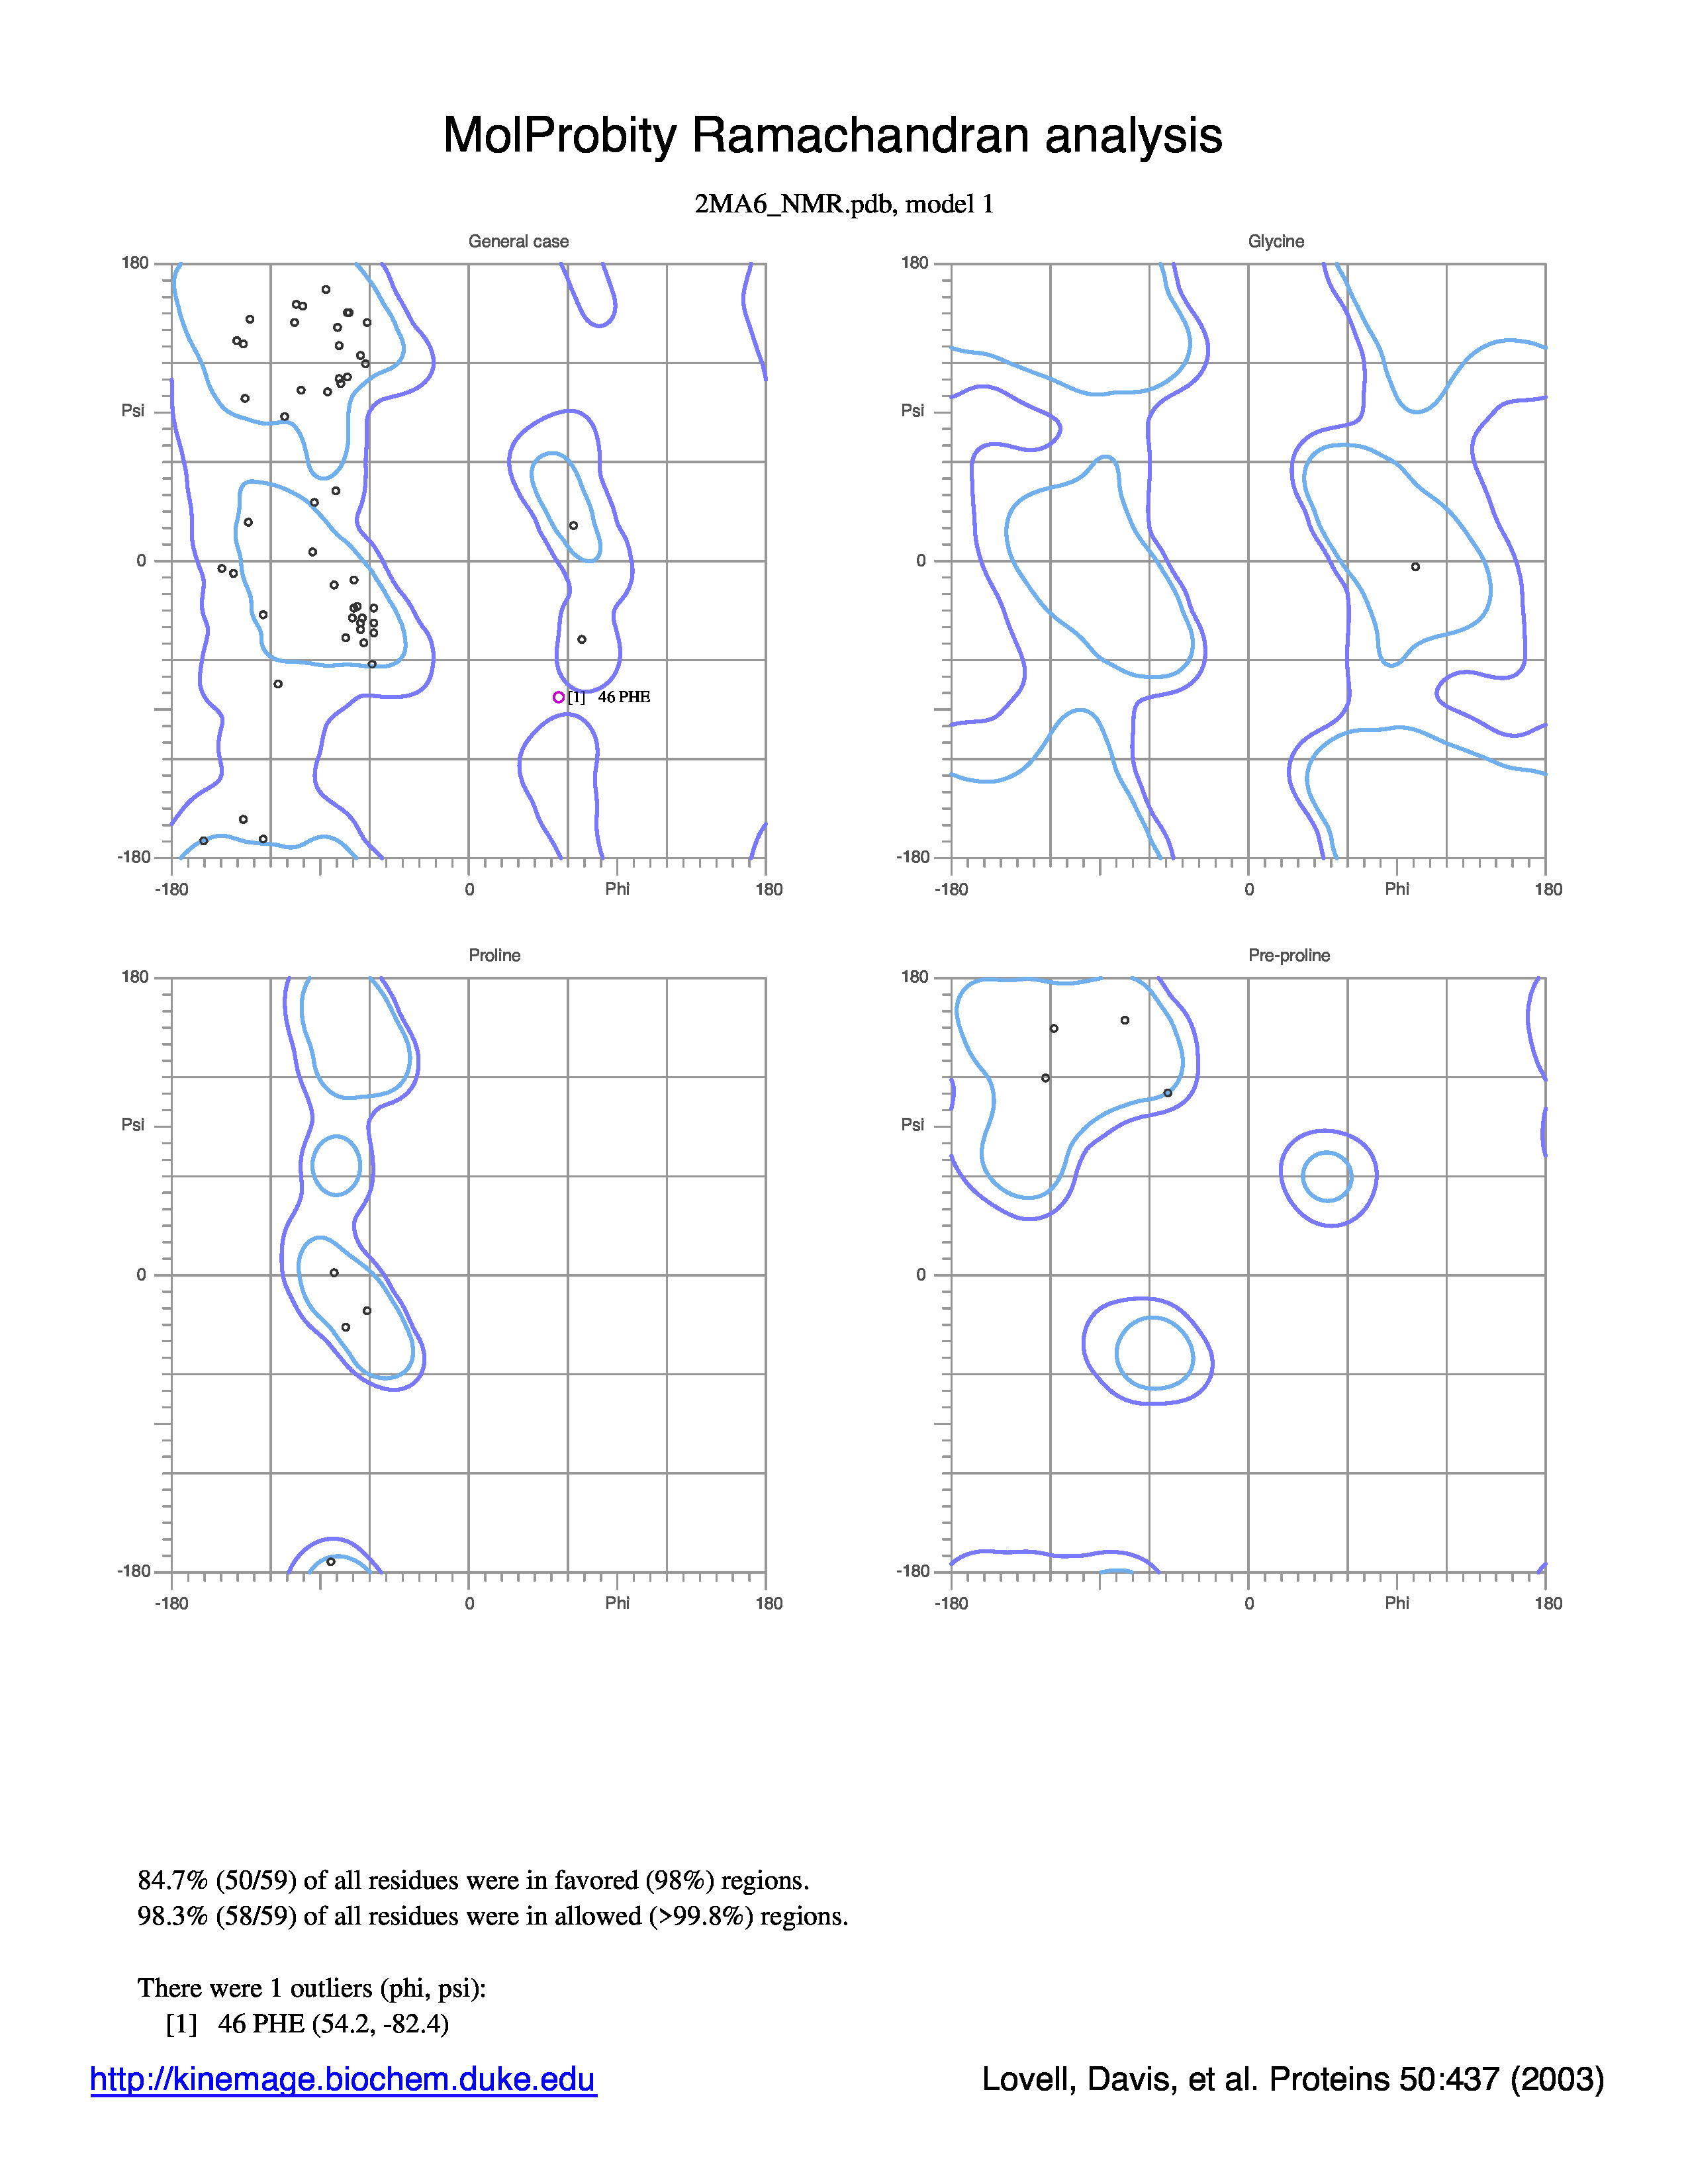 MolProbity Ramachandran analysis
2MA6_NMR.pdb, model 1
General case
180
Psi
0
-180
-180
0
Phi
180
[1] 46 PHE
Glycine
180
Psi
0
-180
-180
0
Phi
180
Proline
180
Psi
0
-180
-180
0
Phi
180
Pre-proline
180
Psi
0
-180
-180
0
Phi
180
84.7% (50/59) of all residues were in favored (98%) regions.
98.3% (58/59) of all residues were in allowed (>99.8%) regions.
There were 1 outliers (phi, psi):
[1] 46 PHE (54.2, -82.4)
http://kinemage.biochem.duke.edu
Lovell, Davis, et al. Proteins 50:437 (2003)